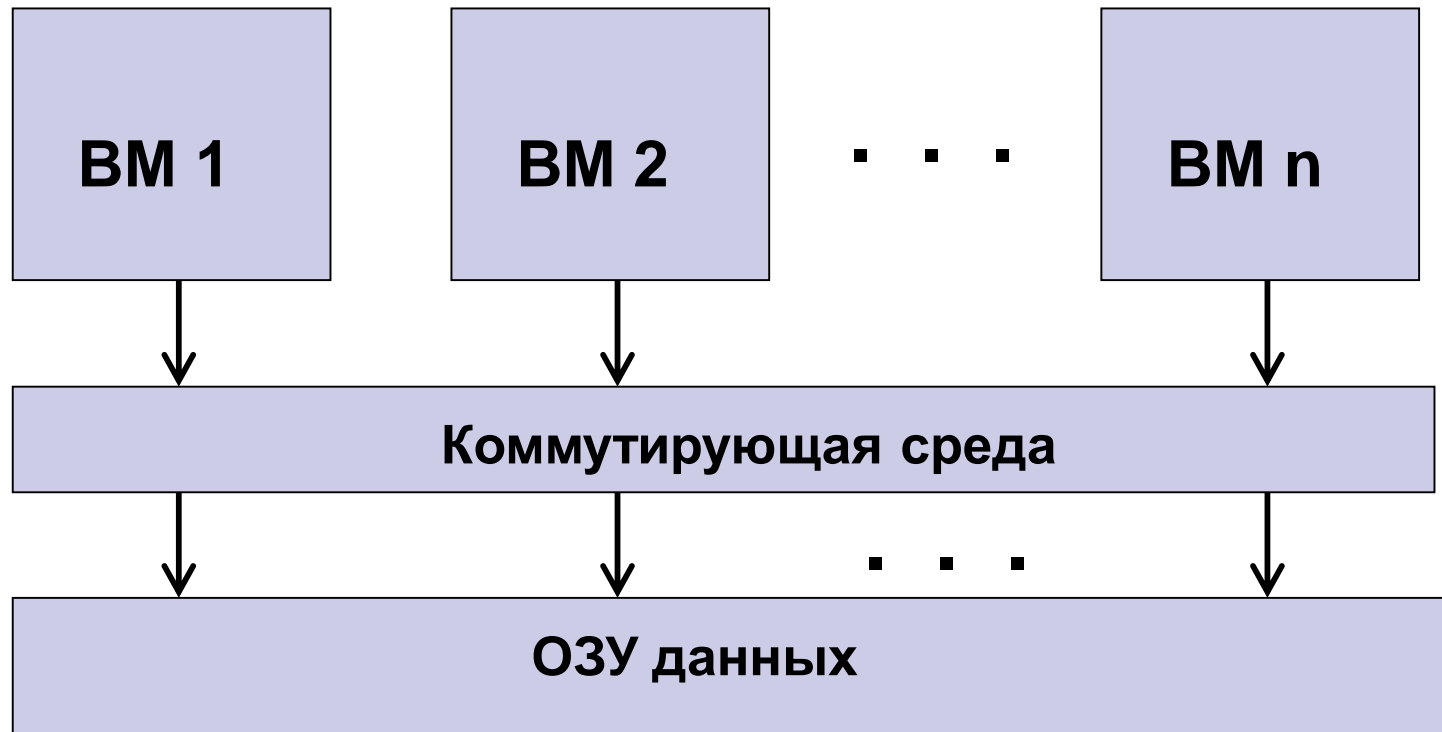 ВМ 1
ВМ 2
. . .
ВМ n
Коммутирующая среда
. . .
ОЗУ данных